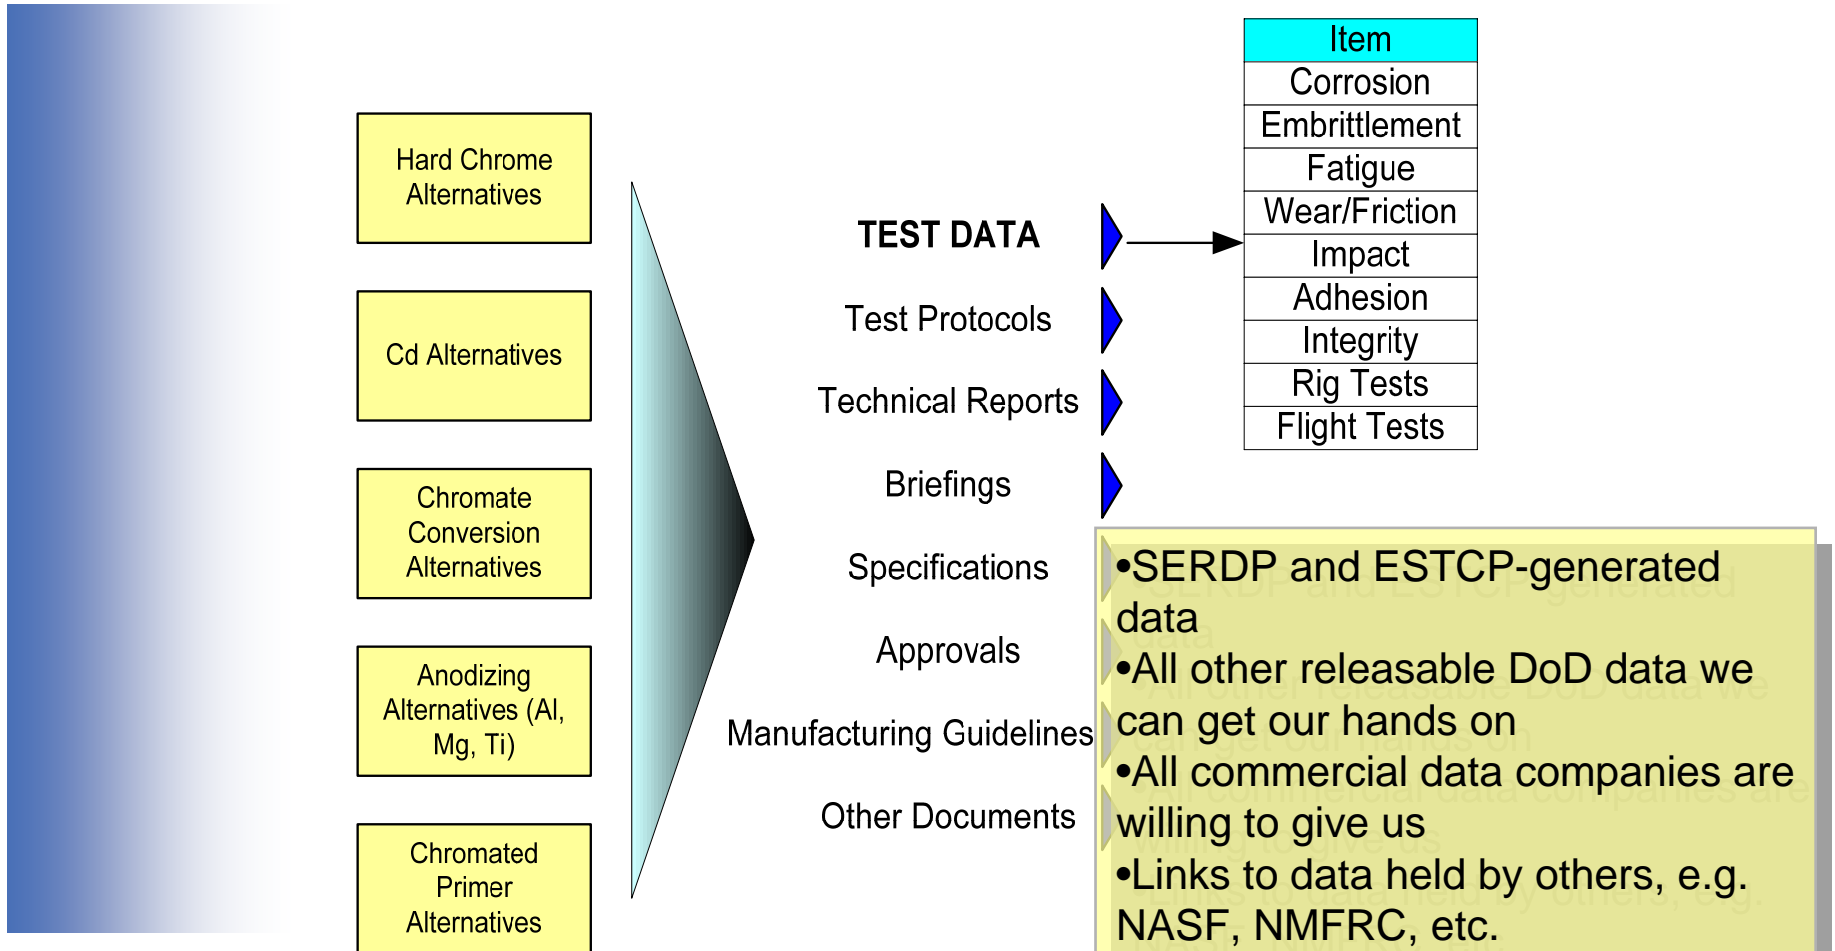 Hard Chrome
Alternatives
Cd Alternatives
Chromate
Conversion
Alternatives
Anodizing
Alternatives (Al,
Mg, Ti)
Chromated
Primer
Alternatives
TEST DATA
Test Protocols
Technical Reports
Briefings
Specifications
Approvals
Manufacturing Guidelines
Other Documents
Item
Corrosion
Embrittlement
Fatigue
Wear/Friction
Impact
Adhesion
Integrity
Rig Tests
Flight Tests
•SERDP and ESTCP-generated
data
•All other releasable DoD data we
can get our hands on
•All commercial data companies are
willing to give us
•Links to data held by others, e.g.
NASF, NMFRC, etc.